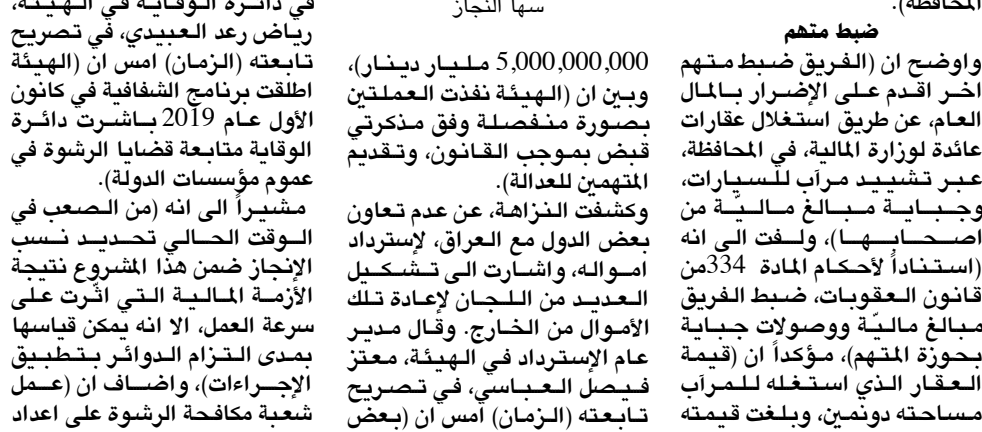 المحافظة).
ضبط متهم
واوضح ان (الفريق ضبط متهم
اخر اقدم على الإضرار بالمال
العام، عن طريق استغلال عقارات
عائدة لوزارة المالية، في المحافظة،
عبر تشييد مرآب للسيارات،
وجباية مبالغ ماليّة من
اصحابها)، ولفت الى انه
(استناداً لأحكام المادة 334من
قانون العقوبات، ضبط الفريق
مبالغ ماليّة ووصولات جباية
بحوزة المتهم)، مؤكداً ان (قيمة
العقار الذي استغله للمرآب
مساحته دونمين، وبلغت قيمته
سها النجار
5,000,000,000 مليار دينار)،
وبين ان (الهيئة نفذت العملتين
بصورة منفصلة وفق مذكرتي
قبض بموجب القانون، وتقديم
المتهمين للعدالة).
وكشفت النزاهة، عن عدم تعاون
بعض الدول مع العراق، لإسترداد
امواله، واشارت الى تشكيل
العديد من اللجان لإعادة تلك
الأموال من الخارج. وقال مدير
عام الإسترداد في الهيئة، معتز
فيصل العباسي، في تصريح
تابعته (الزمان) امس ان (بعض
في دائرة الوقاية في الهيئة،
رياض رعد العبيدي، في تصريح
تابعته (الزمان) امس ان (الهيئة
اطلقت برنامج الشفافية في كانون
الأول عام 2019 باشرت دائرة
الوقاية متابعة قضايا الرشوة في
عموم مؤسسات الدولة).
مشيراً الى انه (من الصعب في
الوقت الحالي تحديد نسب
الإنجاز ضمن هذا المشروع نتيجة
الأزمة المالية التي اثّرت على
سرعة العمل، الا انه يمكن قياسها
بمدى التزام الدوائر بتطبيق
الإجراءات)، واضاف ان (عمل
شعبة مكافحة الرشوة على اعداد